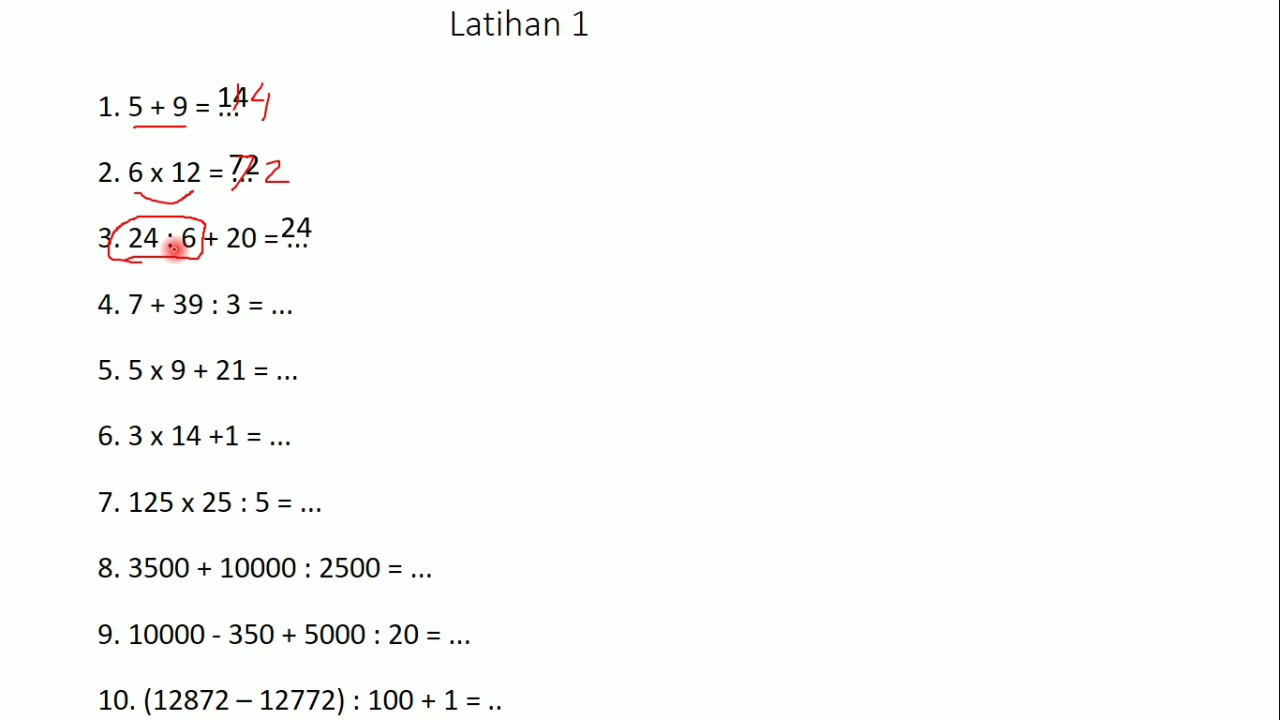 Latihan 1
1. 5 + 9 = ... 14 14
2. 6 x 12 = ... 72 72
3. 24 : 6 + 20 = ... 24
4. 7 + 39 : 3 = ...
5. 5 x 9 + 21 = ...
6. 3 x 14 +1 = ...
7. 125 x 25 : 5 = ...
8. 3500 + 10000 : 2500 = ...
9. 10000 - 350 + 5000 : 20 = ...
10. (12872 – 12772) : 100 + 1 = ..